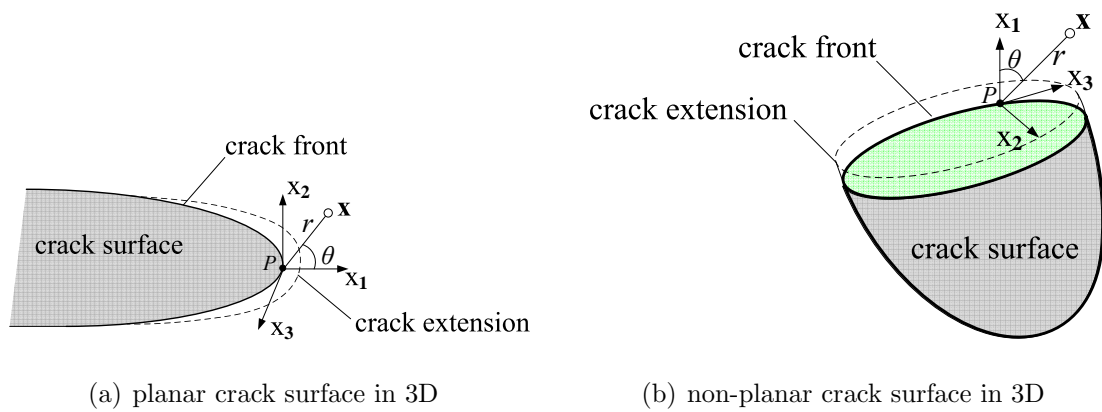 crack front
x₂
x
r
crack surface
P
θ
x₁
x₃
crack extension
(a) planar crack surface in 3D
x₁
x
crack front
θ
r
x₃
P
crack extension
x₂
crack surface
(b) non-planar crack surface in 3D